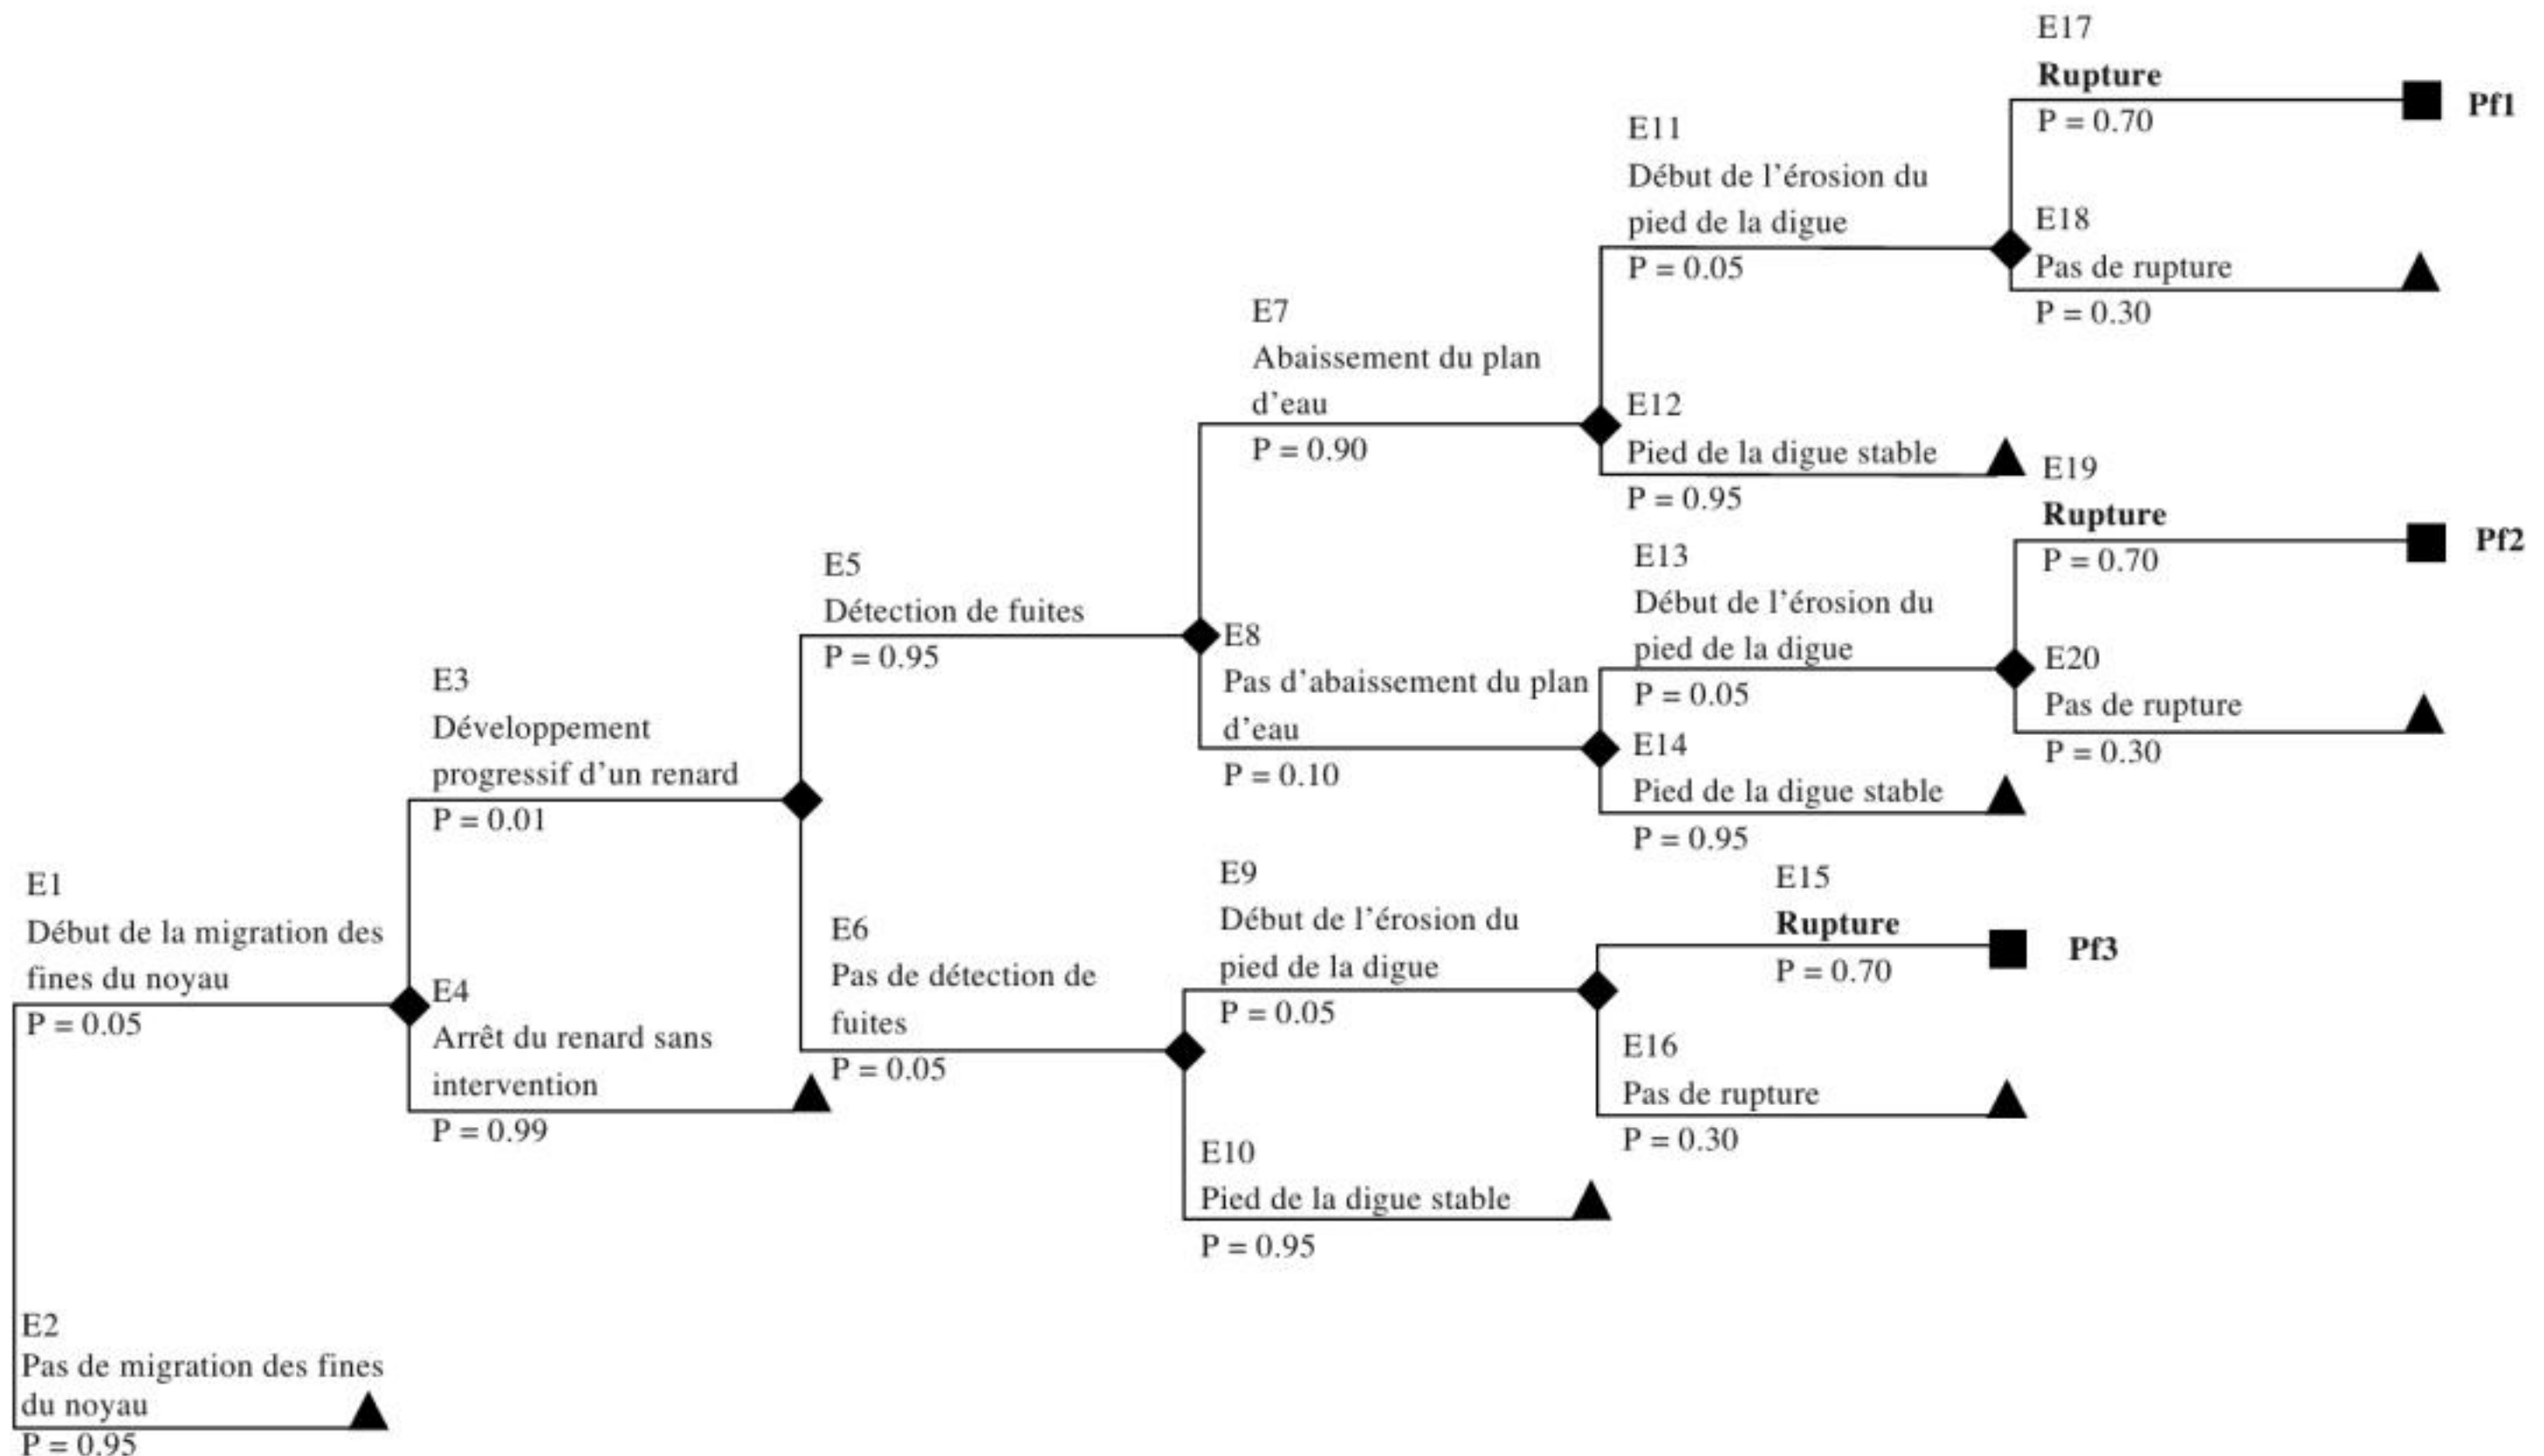 E17
Rupture
P = 0.70
Pf1
E11
Début de l'érosion du
pied de la digue
P = 0.05
E18
Pas de rupture
P = 0.30
E7
Abaissement du plan
d'eau
P = 0.90
E12
Pied de la digue stable
P = 0.95
E19
Rupture
P = 0.70
Pf2
E5
Détection de fuites
P = 0.95
E13
Début de l'érosion du
pied de la digue
P = 0.05
E8
Pas d'abaissement du plan
d'eau
P = 0.10
E20
Pas de rupture
P = 0.30
E14
Pied de la digue stable
P = 0.95
E3
Développement
progressif d'un renard
P = 0.01
E1
Début de la migration des
fines du noyau
P = 0.05
E4
Arrêt du renard sans
intervention
P = 0.99
E6
Pas de détection de
fuites
P = 0.05
E9
Début de l'érosion du
pied de la digue
P = 0.05
E15
Rupture
P = 0.70
Pf3
E16
Pas de rupture
P = 0.30
E10
Pied de la digue stable
P = 0.95
E2
Pas de migration des fines
du noyau
P = 0.95